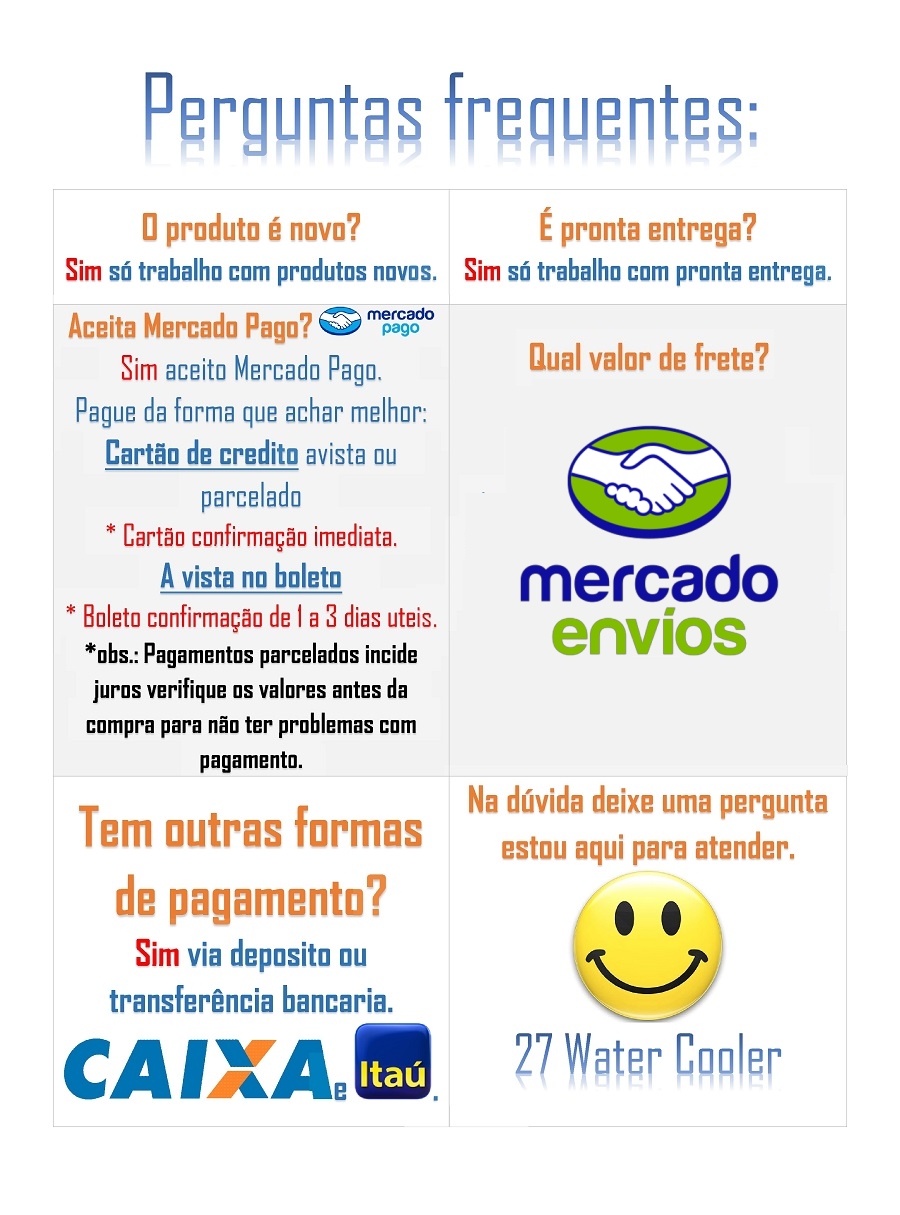 Perguntas frequentes:
O produto é novo?
Sim só trabalho com produtos novos.
É pronta entrega?
Sim só trabalho com pronta entrega.
Aceita Mercado Pago? mercado pago
Sim aceito Mercado Pago.
Pague da forma que achar melhor:
Cartão de credito avista ou
parcelado
* Cartão confirmação imediata.
A vista no boleto
* Boleto confirmação de 1 a 3 dias uteis.
*obs.: Pagamentos parcelados incide
juros verifique os valores antes da
compra para não ter problemas com
pagamento.
Qual valor de frete?
mercado
envios
Tem outras formas
de pagamento?
Sim via deposito ou
transferência bancaria.
CAIXA e Itaú.
Na dúvida deixe uma pergunta
estou aqui para atender.
27 Water Cooler